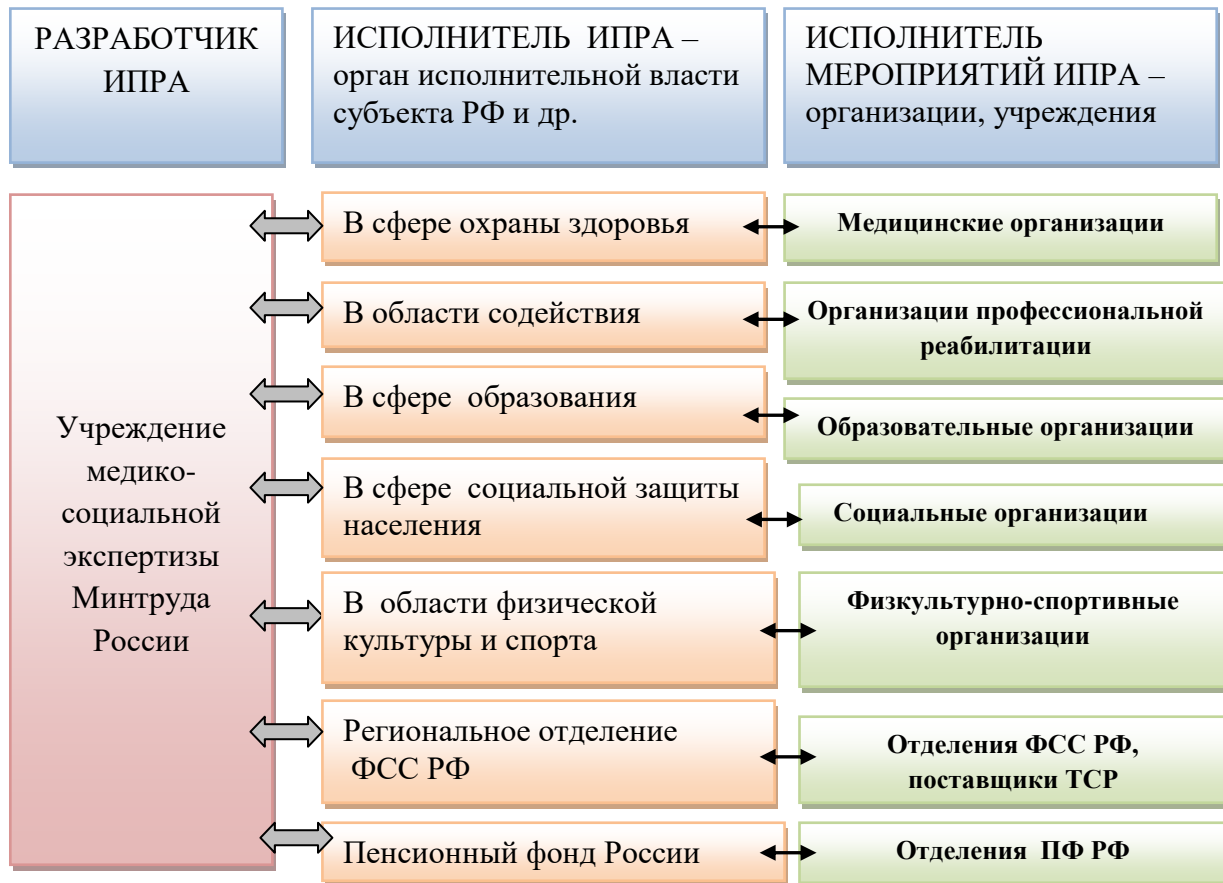 РАЗРАБОТЧИК
ИПРА
ИСПОЛНИТЕЛЬ ИПРА –
орган исполнительной власти
субъекта РФ и др.
ИСПОЛНИТЕЛЬ
МЕРОПРИЯТИЙ ИПРА –
организации, учреждения
Учреждение
медико-
социальной
экспертизы
Минтруда
России
В сфере охраны здоровья
Медицинские организации
В области содействия
Организации профессиональной
реабилитации
В сфере образования
Образовательные организации
В сфере социальной защиты
населения
Социальные организации
В области физической
культуры и спорта
Физкультурно-спортивные
организации
Региональное отделение
ФСС РФ
Отделения ФСС РФ,
поставщики ТСР
Пенсионный фонд России
Отделения ПФ РФ